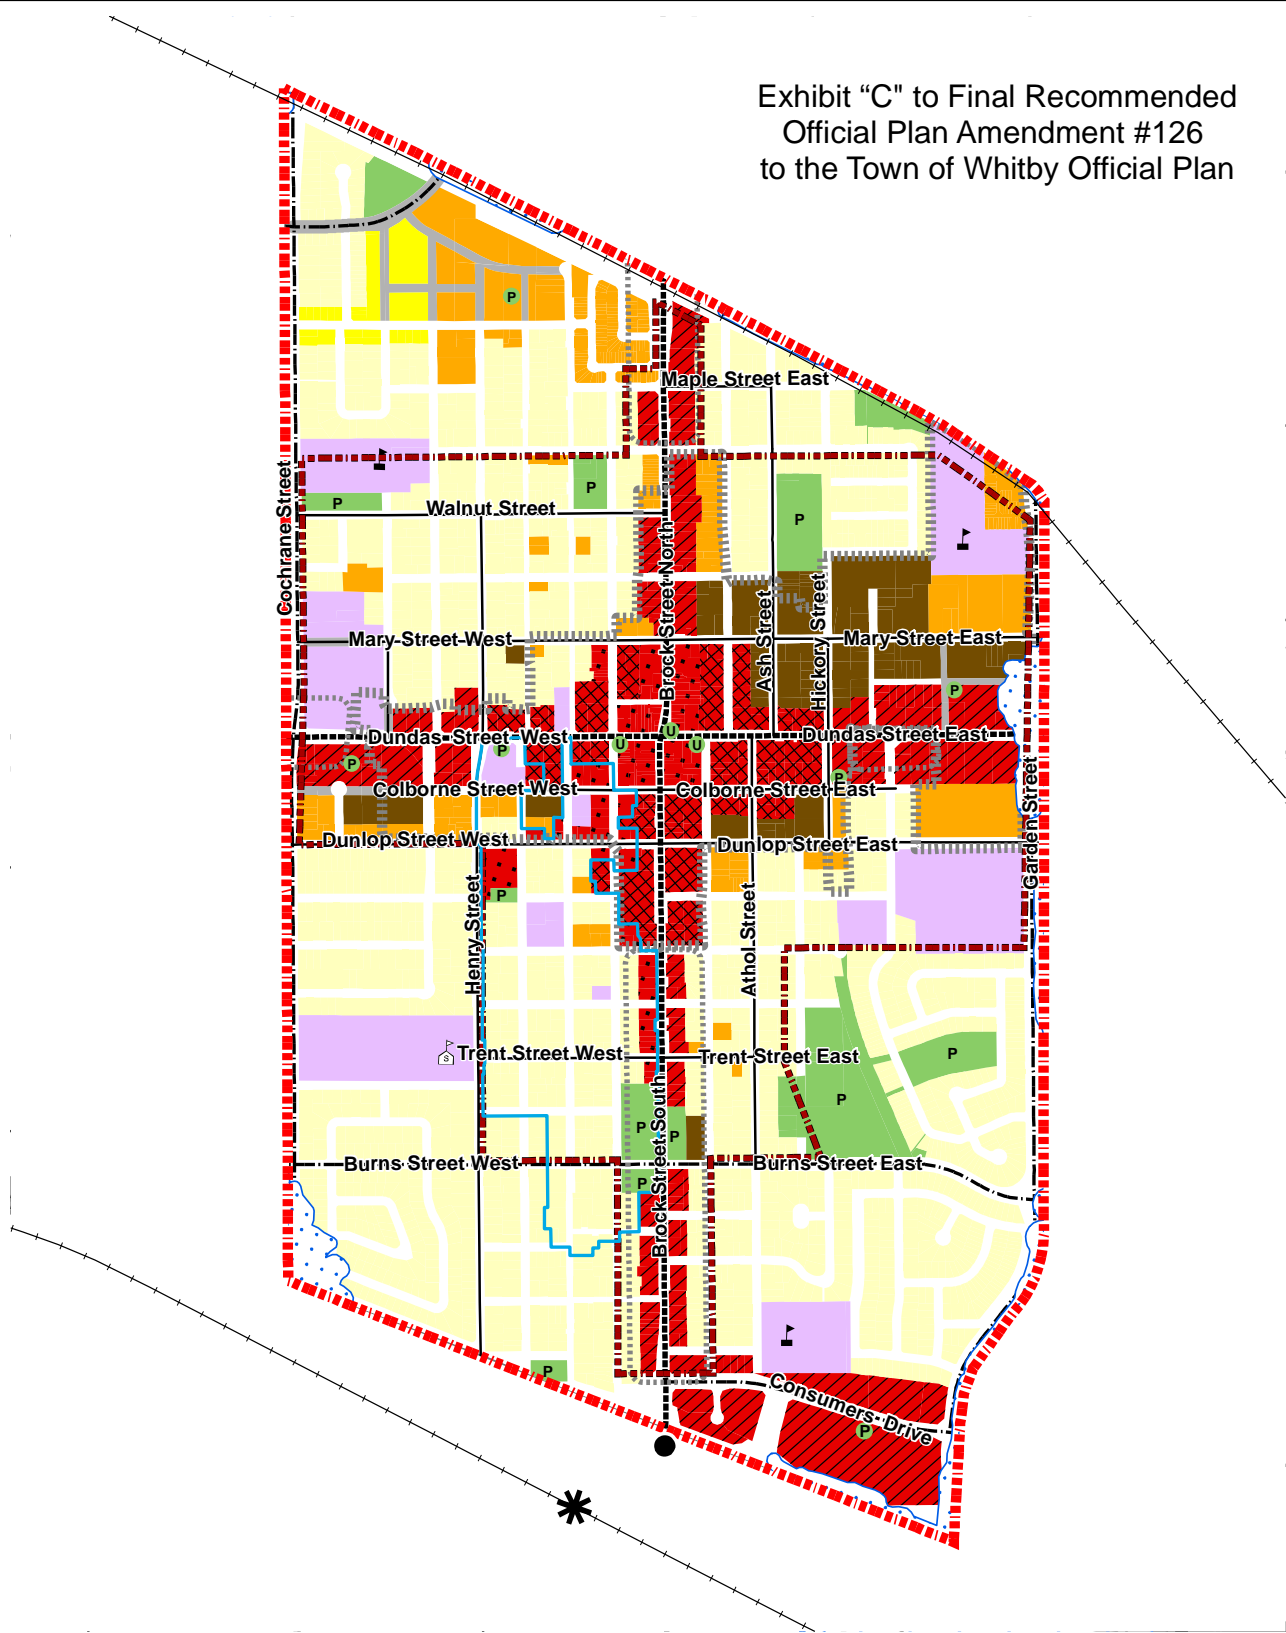 Exhibit “C" to Final Recommended
Official Plan Amendment #126
to the Town of Whitby Official Plan
P
Maple Street East
Cochrane Street
P
P
Walnut Street
P
Brock Street North
Ash Street
Hickory Street
Mary Street West
Mary Street East
P
Dundas Street West
U
U
U
Dundas Street East
P
P
P
Colborne Street West
Colborne Street East
Dunlop Street West
Dunlop Street East
Garden Street
Henry Street
P
Athol Street
S
Trent Street West
Trent Street East
P
P
P
P
Brock Street South
Burns Street West
Burns Street East
P
P
Consumers Drive
P